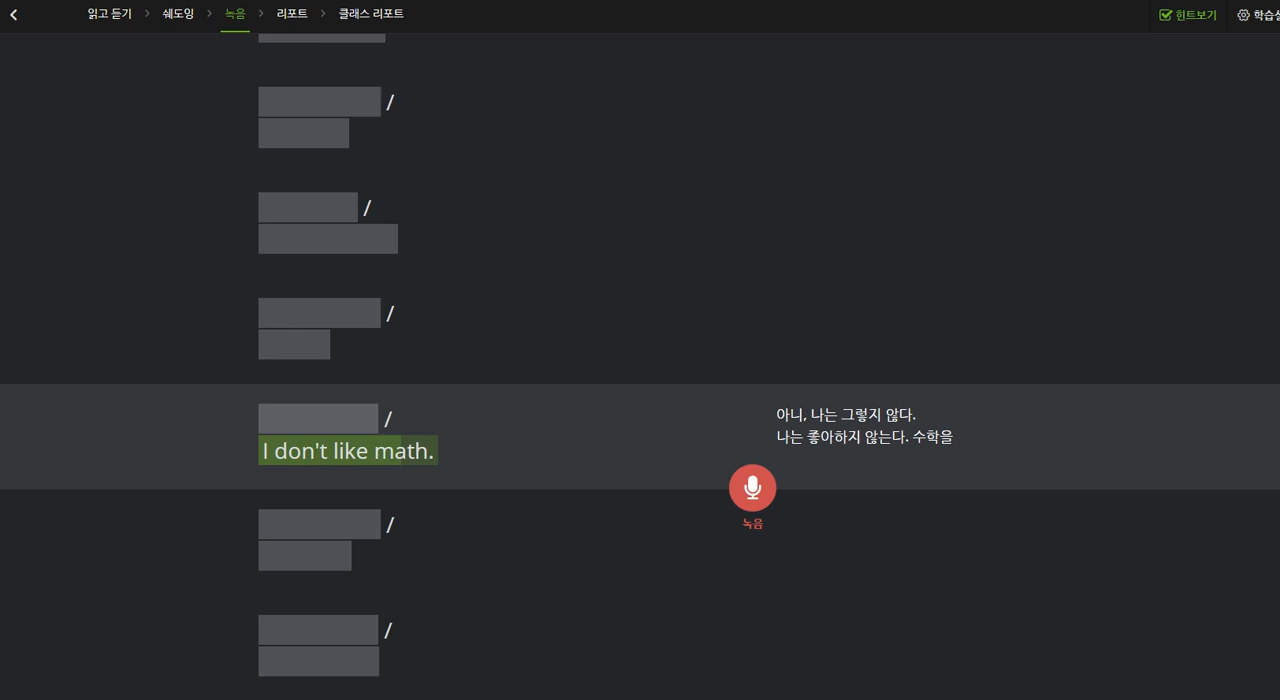 읽고 듣기 > 쉐도잉 > 녹음 > 리포트 > 클래스 리포트
힌트보기
/
/
/
/
I don't like math.
아니, 나는 그렇지 않다.
나는 좋아하지 않는다. 수학을
녹음
/
/